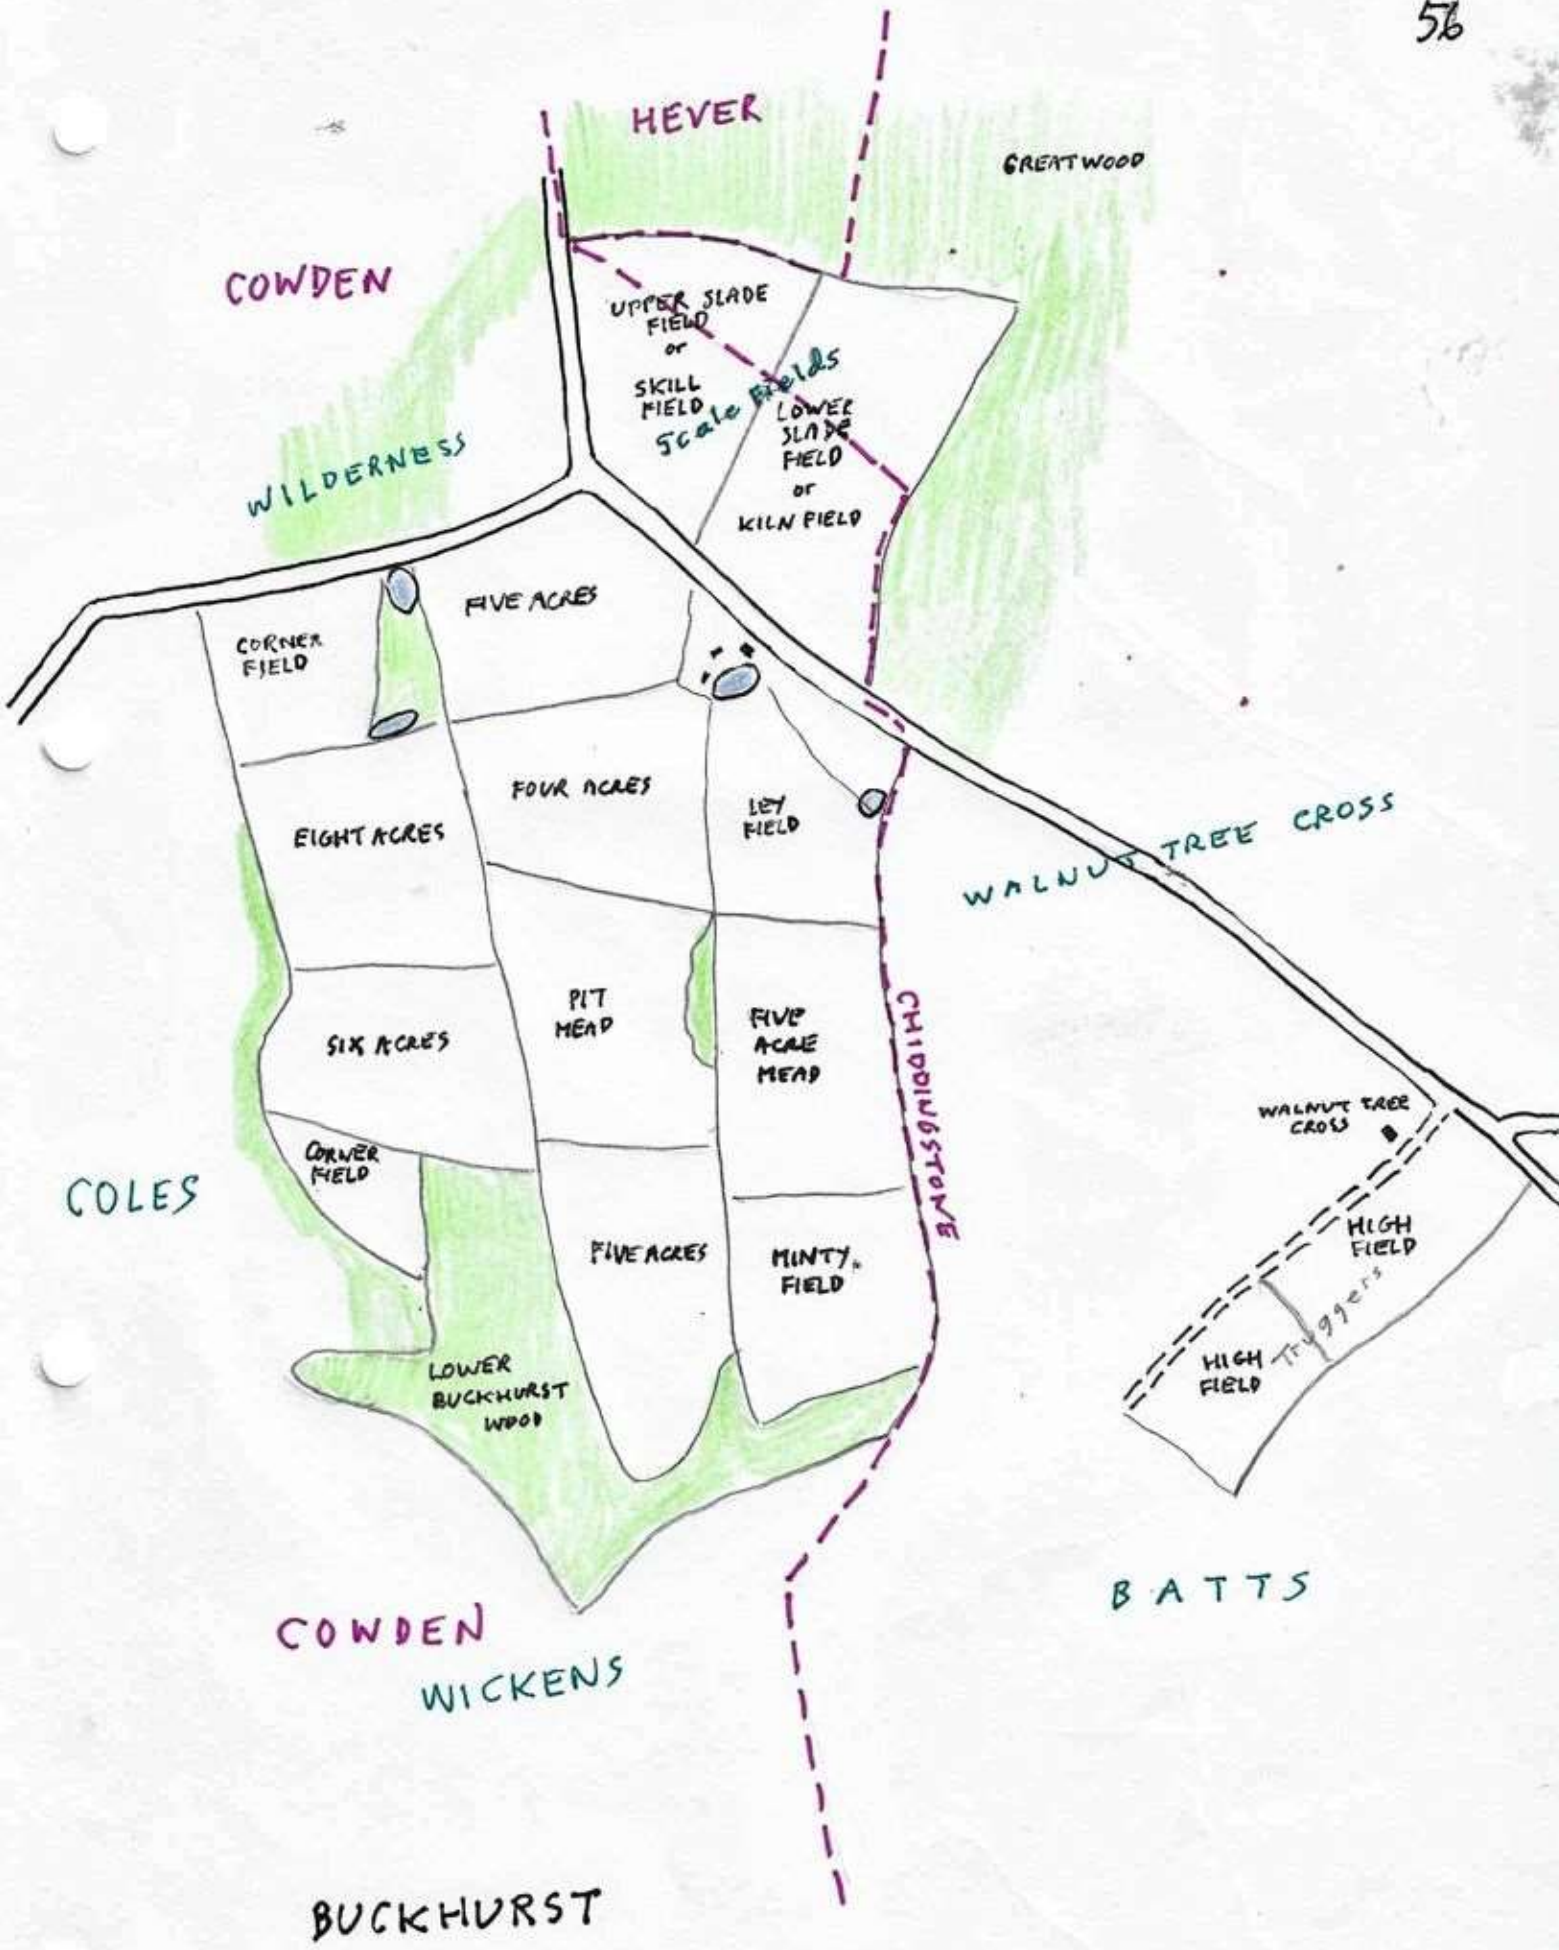 56
HEVER
GREATWOOD
COWDEN
UPPER SLADE
FIELD
or
SKILL
FIELD
Scale Fields
LOWER
SLADE
FIELD
or
KILN FIELD
WILDERNESS
FIVE ACRES
CORNER
FIELD
FOUR ACRES
LEY
FIELD
EIGHT ACRES
WALNUT TREE CROSS
PIT
MEAD
FIVE
ACRE
MEAD
SIX ACRES
CHIDDINGSTONE
WALNUT TREE
CROSS
CORNER
FIELD
COLES
HIGH
FIELD
FIVE ACRES
MINTY
FIELD
Truggers
HIGH
FIELD
LOWER
BUCKHURST
WOOD
BATTS
COWDEN
WICKENS
BUCKHURST